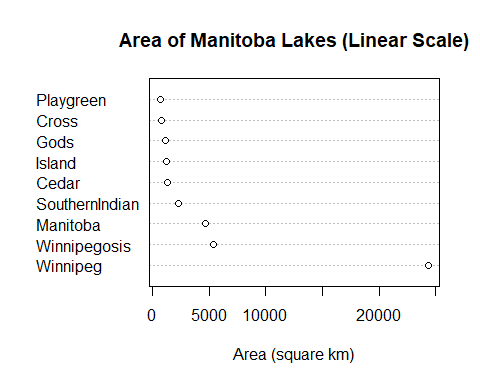 Area of Manitoba Lakes (Linear Scale)
Playgreen
Cross
Gods
Island
Cedar
SouthernIndian
Manitoba
Winnipegosis
Winnipeg
0 5000 10000 20000
Area (square km)